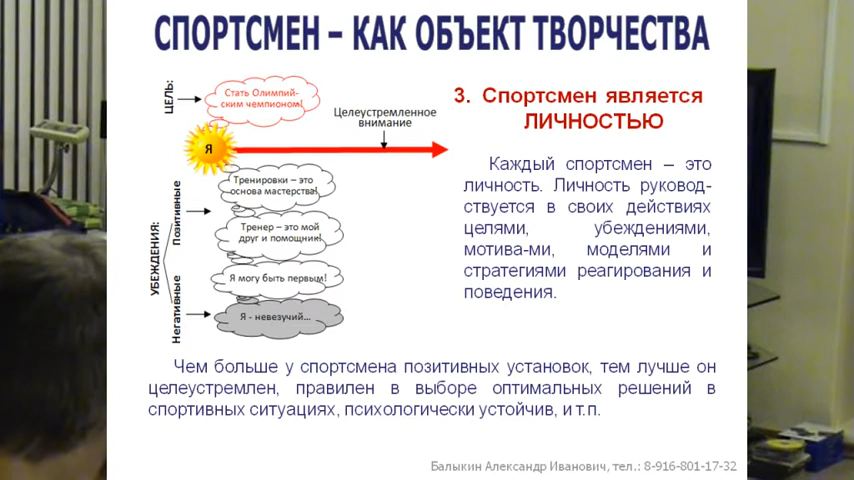 СПОРТСМЕН – КАК ОБЪЕКТ ТВОРЧЕСТВА
ЦЕЛЬ:
Стать Олимпий-
ским чемпионом!
Целеустремленное
внимание
Я
УБЕЖДЕНИЯ:
Позитивные
Негативные
Тренировки – это
основа мастерства!
Тренер – это мой
друг и помощник!
Я могу быть первым!
Я - невезучий...
3. Спортсмен является
ЛИЧНОСТЬЮ
Каждый спортсмен – это
личность. Личность руковод-
ствуется в своих действиях
целями, убеждениями,
мотива-ми, моделями и
стратегиями реагирования и
поведения.
Чем больше у спортсмена позитивных установок, тем лучше он
целеустремлен, правилен в выборе оптимальных решений в
спортивных ситуациях, психологически устойчив, и т.п.
Балыкин Александр Иванович, тел.: 8-916-801-17-32